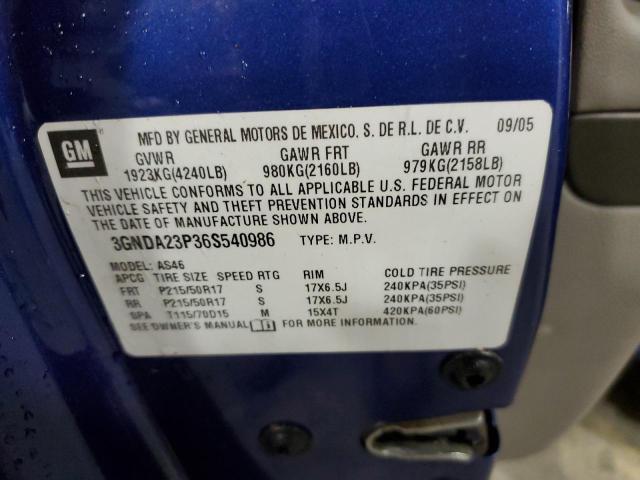 GM
MFD BY GENERAL MOTORS DE MEXICO, S. DE R.L. DE C.V. 09/05
GVWR GAWR FRT GAWR RR
1923KG(4240LB) 980KG(2160LB) 979KG(2158LB)
THIS VEHICLE CONFORMS TO ALL APPLICABLE U.S. FEDERAL MOTOR
VEHICLE SAFETY AND THEFT PREVENTION STANDARDS IN EFFECT ON
THE DATE OF MANUFACTURE SHOWN ABOVE.
3GNDA23P36S540986 TYPE: M.P.V.
MODEL: AS46
APCG TIRE SIZE SPEED RTG RIM COLD TIRE PRESSURE
FRT P215/50R17 S 17X6.5J 240KPA(35PSI)
RR P215/50R17 S 17X6.5J 240KPA(35PSI)
SPA T115/70D15 M 15X4T 420KPA(60PSI)
SEE OWNER'S MANUAL FOR MORE INFORMATION.